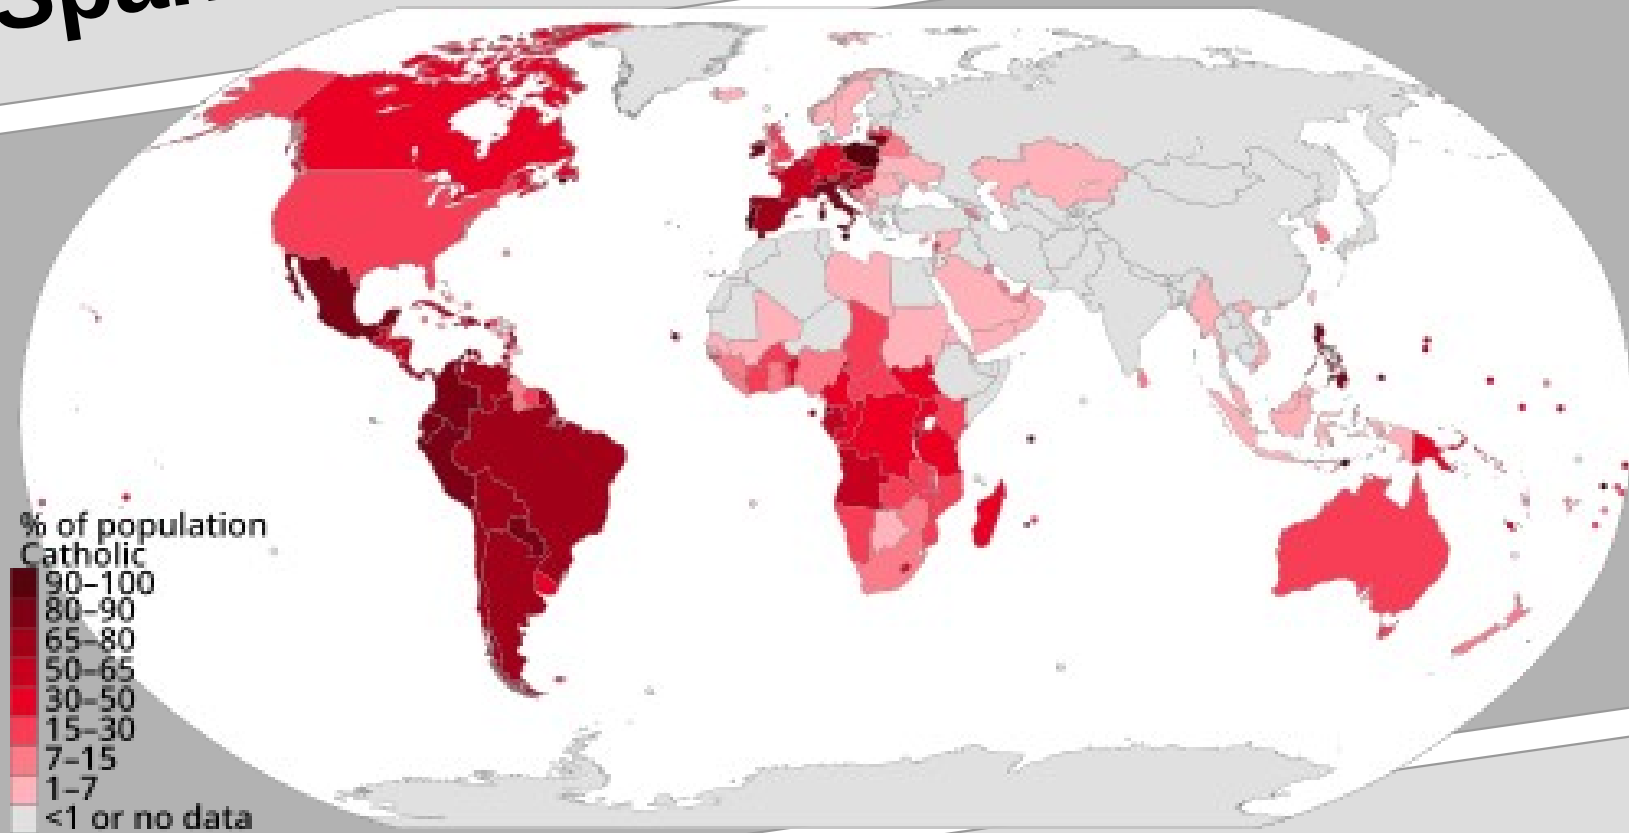 % of population
Catholic
90–100
80–90
65–80
50–65
30–50
15–30
7–15
1–7
<1 or no data